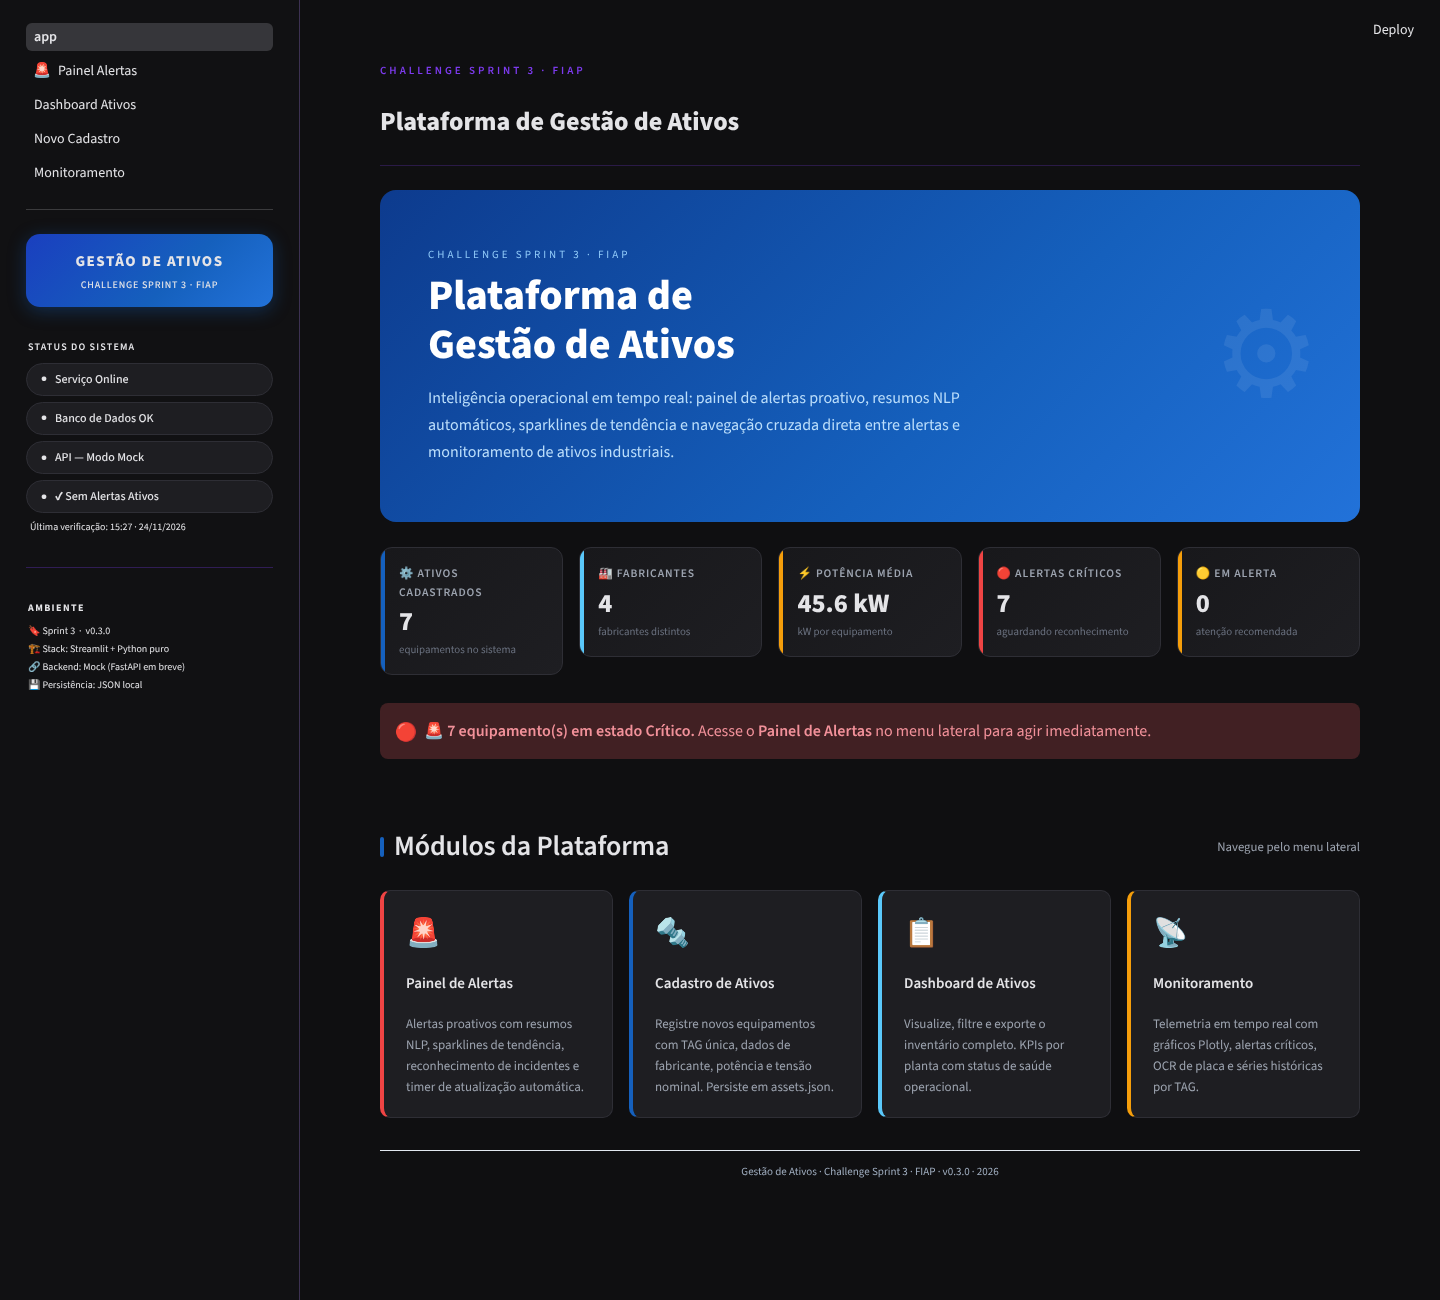 app
🚨 Painel Alertas
Dashboard Ativos
Novo Cadastro
Monitoramento
GESTÃO DE ATIVOS
CHALLENGE SPRINT 3 · FIAP
STATUS DO SISTEMA
Serviço Online
Banco de Dados OK
API — Modo Mock
✓ Sem Alertas Ativos
Última verificação: 15:27 · 24/11/2026
AMBIENTE
🔖 Sprint 3 · v0.3.0
🏗️ Stack: Streamlit + Python puro
🔗 Backend: Mock (FastAPI em breve)
💾 Persistência: JSON local
Deploy
CHALLENGE SPRINT 3 · FIAP
Plataforma de Gestão de Ativos
CHALLENGE SPRINT 3 · FIAP
Plataforma de
Gestão de Ativos
Inteligência operacional em tempo real: painel de alertas proativo, resumos NLP
automáticos, sparklines de tendência e navegação cruzada direta entre alertas e
monitoramento de ativos industriais.
⚙️ ATIVOS
CADASTRADOS
7
equipamentos no sistema
🏭 FABRICANTES
4
fabricantes distintos
⚡ POTÊNCIA MÉDIA
45.6 kW
kW por equipamento
🔴 ALERTAS CRÍTICOS
7
aguardando reconhecimento
🟡 EM ALERTA
0
atenção recomendada
🔴 🚨 7 equipamento(s) em estado Crítico. Acesse o Painel de Alertas no menu lateral para agir imediatamente.
Módulos da Plataforma
Navegue pelo menu lateral
🚨
Painel de Alertas
Alertas proativos com resumos
NLP, sparklines de tendência,
reconhecimento de incidentes e
timer de atualização automática.
🔩
Cadastro de Ativos
Registre novos equipamentos
com TAG única, dados de
fabricante, potência e tensão
nominal. Persiste em assets.json.
📋
Dashboard de Ativos
Visualize, filtre e exporte o
inventário completo. KPIs por
planta com status de saúde
operacional.
📡
Monitoramento
Telemetria em tempo real com
gráficos Plotly, alertas críticos,
OCR de placa e séries históricas
por TAG.
Gestão de Ativos · Challenge Sprint 3 · FIAP · v0.3.0 · 2026